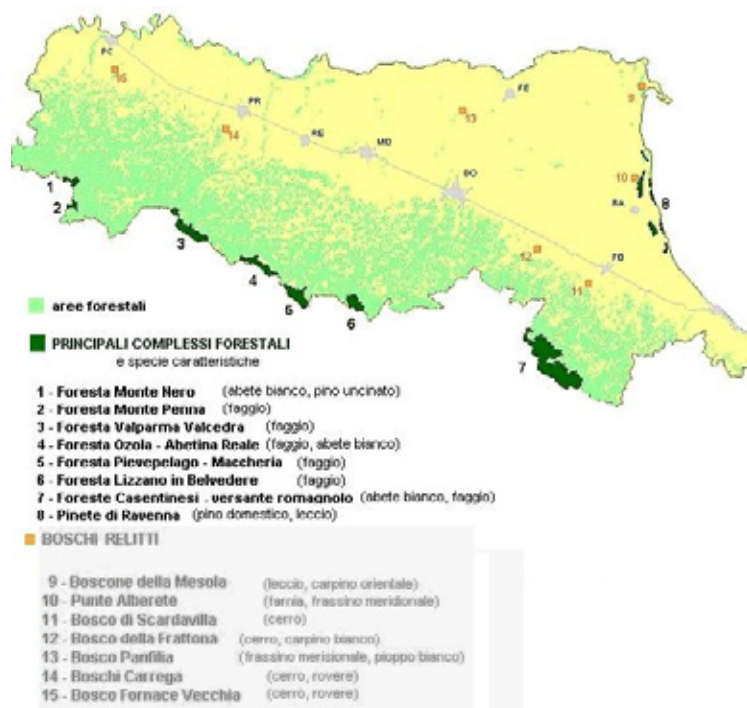 PC
15
PR
14
RE
MO
FE
13
9
BO
10
8
RA
1
2
3
4
5
6
12
FO
11
7
aree forestali
PRINCIPALI COMPLESSI FORESTALI
e specie caratteristiche
1 - Foresta Monte Nero (abete bianco, pino uncinato)
2 - Foresta Monte Penna (faggio)
3 - Foresta Valparma Valcedra (faggio)
4 - Foresta Ozola - Abetina Reale (faggio, abete bianco)
5 - Foresta Pievepelago - Maccheria (faggio)
6 - Foresta Lizzano in Belvedere (faggio)
7 - Foreste Casentinesi - versante romagnolo (abete bianco, faggio)
8 - Pinete di Ravenna (pino domestico, leccio)
BOSCHI RELITTI
9 - Boscone della Mesola (leccio, carpino orientale)
10 - Punte Alberete (farnia, frassino meridionale)
11 - Bosco di Scardavilla (cerro)
12 - Bosco della Frattona (cerro, carpino bianco)
13 - Bosco Panfilia (frassino merisionale, pioppo bianco)
14 - Boschi Carrega (cerro, rovere)
15 - Bosco Fornace Vecchia (cerro, rovere)